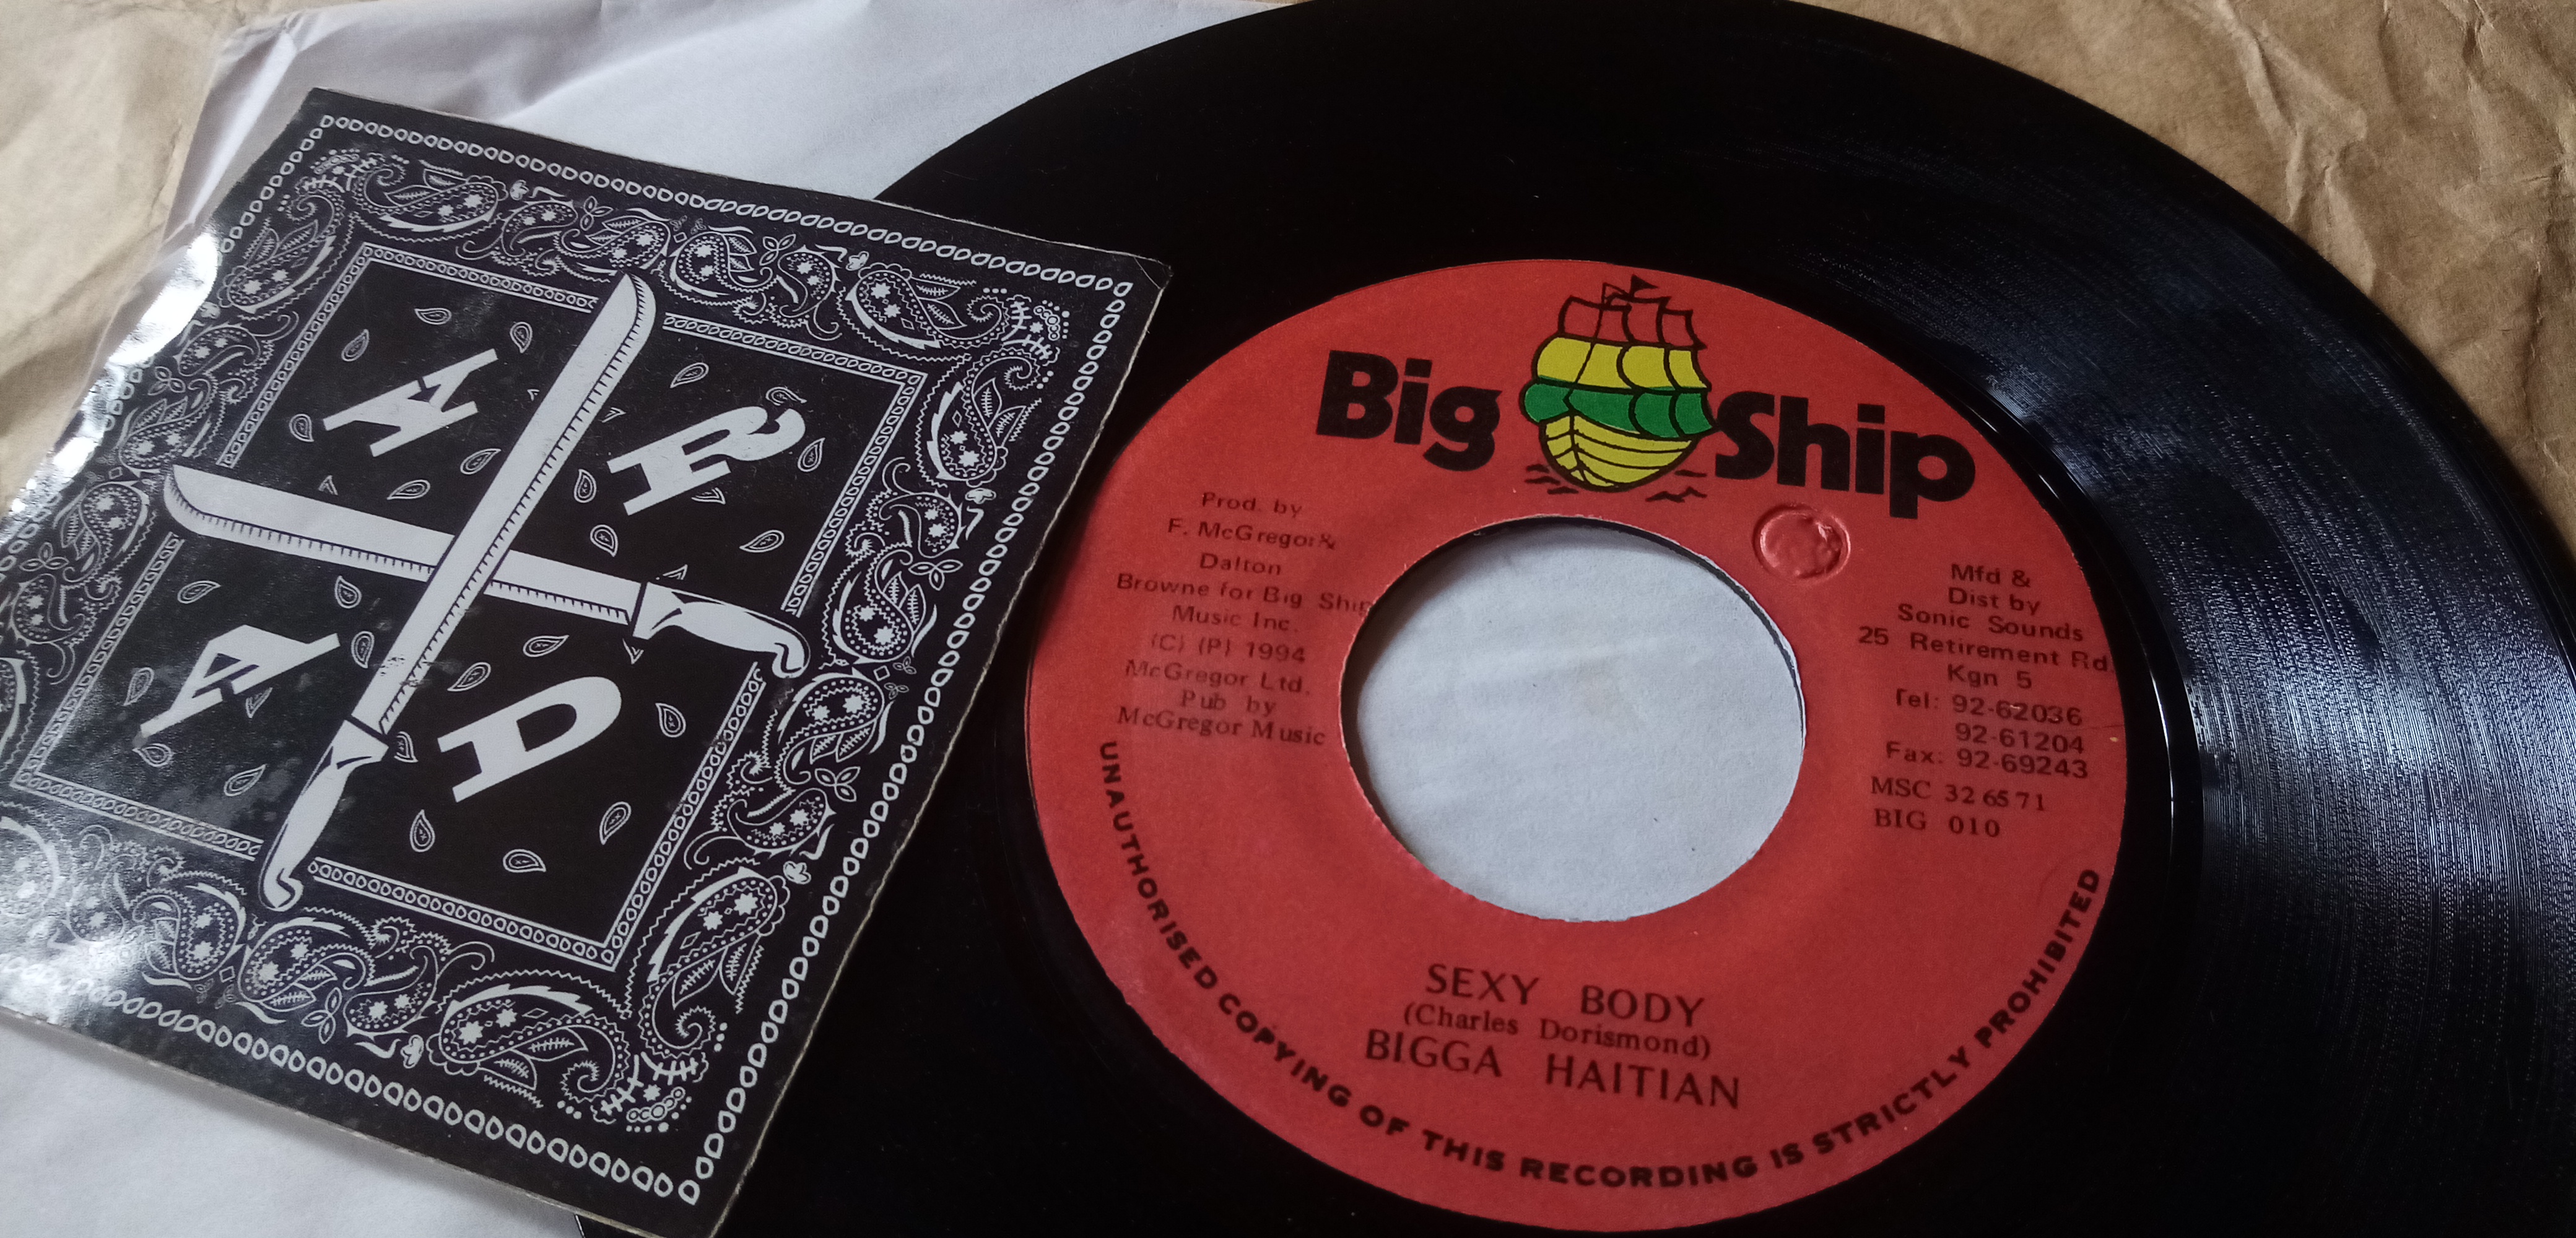 R
A D
Big Ship
Prod. by
F. McGregor &
Dalton
Browne for Big Ship
Music Inc.
(C) (P) 1994
McGregor Ltd.
Pub by
McGregor Music
Mfd &
Dist by
Sonic Sounds
25 Retirement Rd
Kgn 5
Tel: 92-62036
92-61204
Fax: 92-69243
MSC 32 65 71
BIG 010
SEXY BODY
(Charles Dorismond)
BIGGA HAITIAN
UNAUTHORISED COPYING OF THIS RECORDING IS STRICTLY PROHIBITED